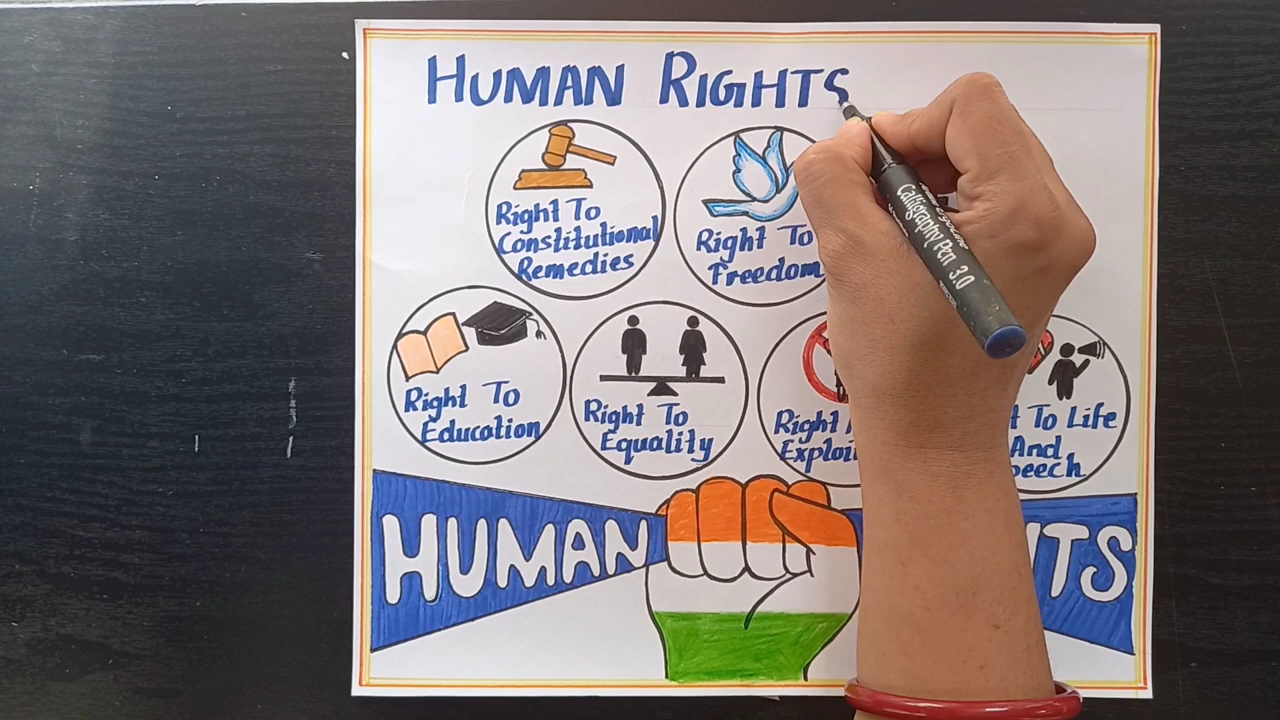 HUMAN RIGHTS
Right To
Constitutional
Remedies
Right To
Freedom
Right To
Education
Right To
Equality
Right
To Life
And
HUMAN
Calligraphy Pen 3.0